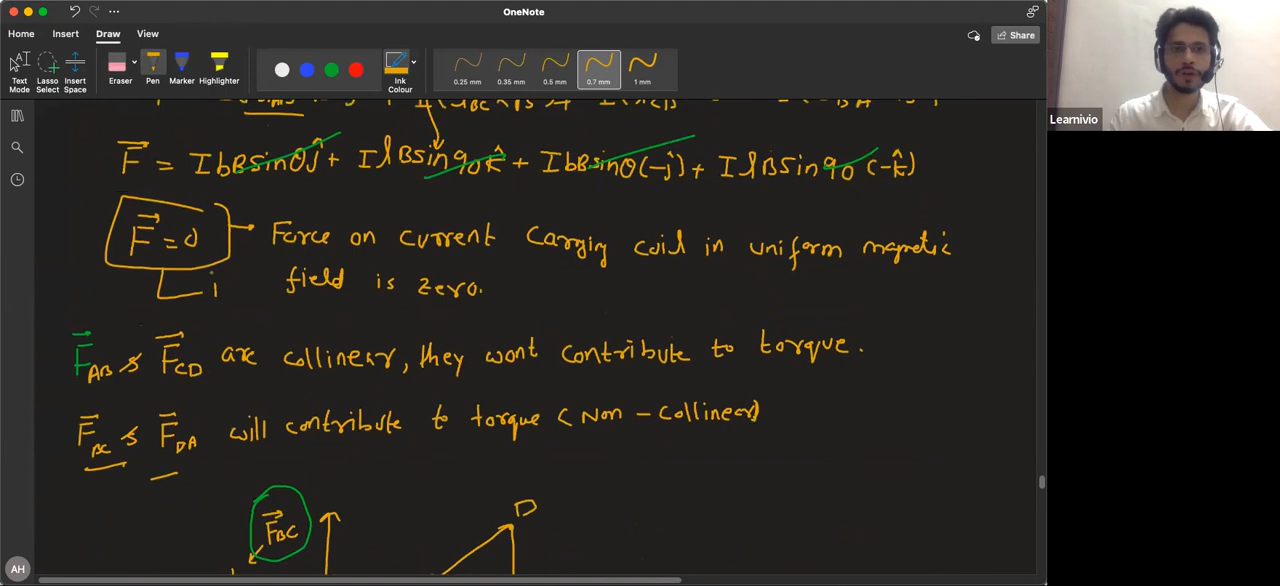 OneNote
Home Insert Draw View
Share
Text Mode
Lasso Select
Insert Space
Eraser
Pen
Marker
Highlighter
Ink Colour
0.25 mm
0.35 mm
0.5 mm
0.7 mm
1 mm
Learnivio
F⃗ = IbBsinθĵ + IlBsin90k̂ + IbBsinθ(-ĵ) + IlBSin90(-k̂)
F⃗ = 0 → Force on current carrying coil in uniform magnetic
field is zero.
F⃗AB & F⃗CD are collinear, they wont contribute to torque.
F⃗BC & F⃗DA will contribute to torque (Non-collinear)
D
F⃗BC
AH